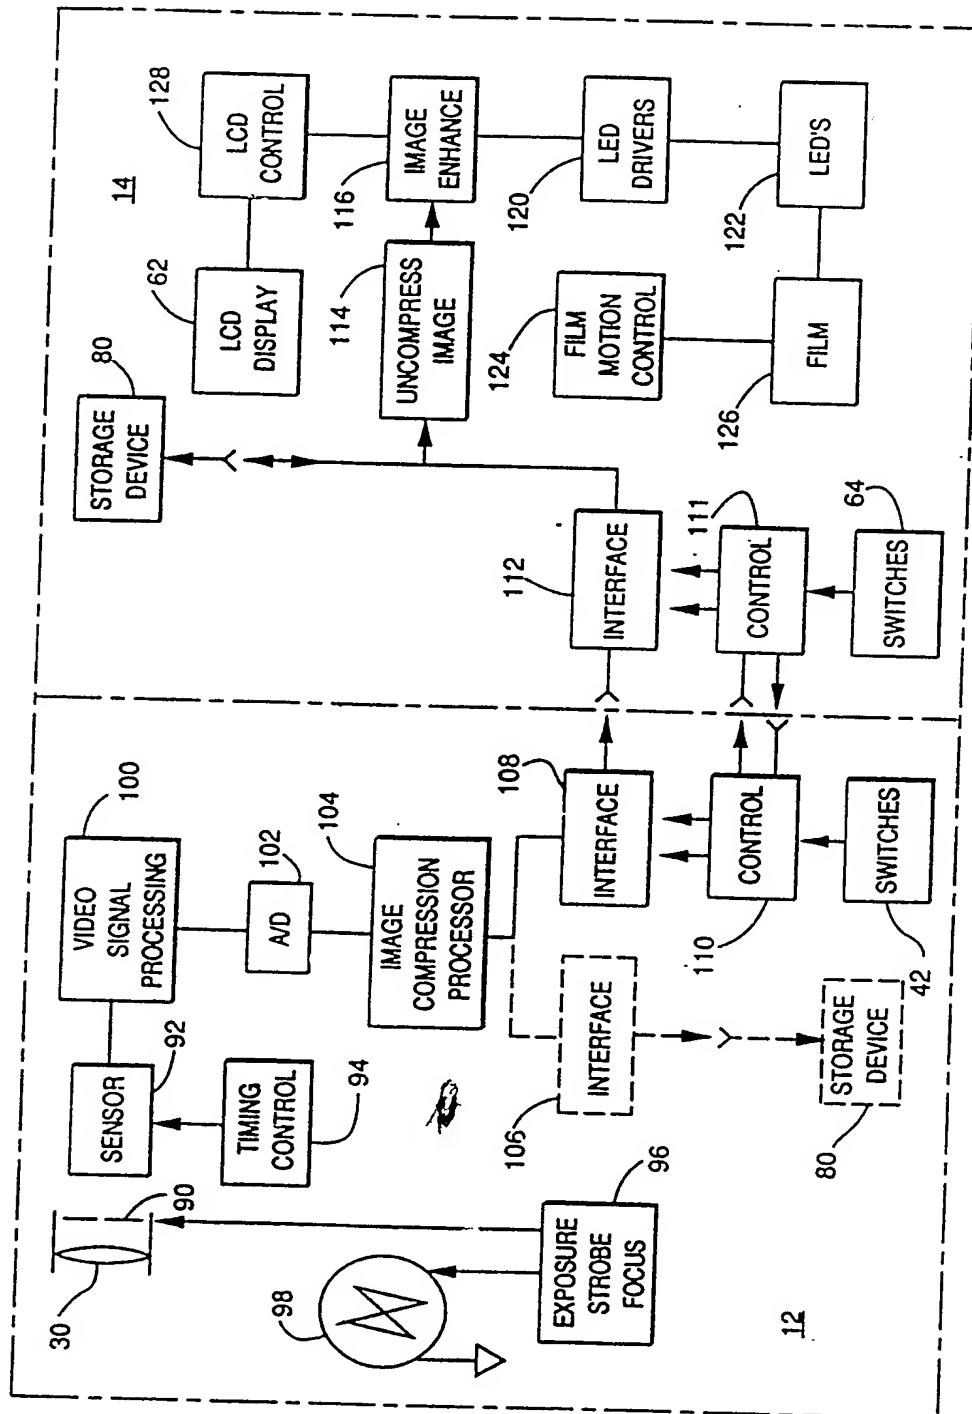 30
90
SENSOR
92
TIMING
CONTROL
94
98
EXPOSURE
STROBE
FOCUS
96
12
VIDEO
SIGNAL
PROCESSING
100
A/D
102
IMAGE
COMPRESSION
PROCESSOR
104
INTERFACE
106
STORAGE
DEVICE
80
INTERFACE
108
CONTROL
110
SWITCHES
42
14
STORAGE
DEVICE
80
LCD
DISPLAY
62
LCD
CONTROL
128
UNCOMPRESS
IMAGE
114
IMAGE
ENHANCE
116
INTERFACE
112
CONTROL
111
SWITCHES
64
FILM
MOTION
CONTROL
124
LED
DRIVERS
120
FILM
126
LED'S
122